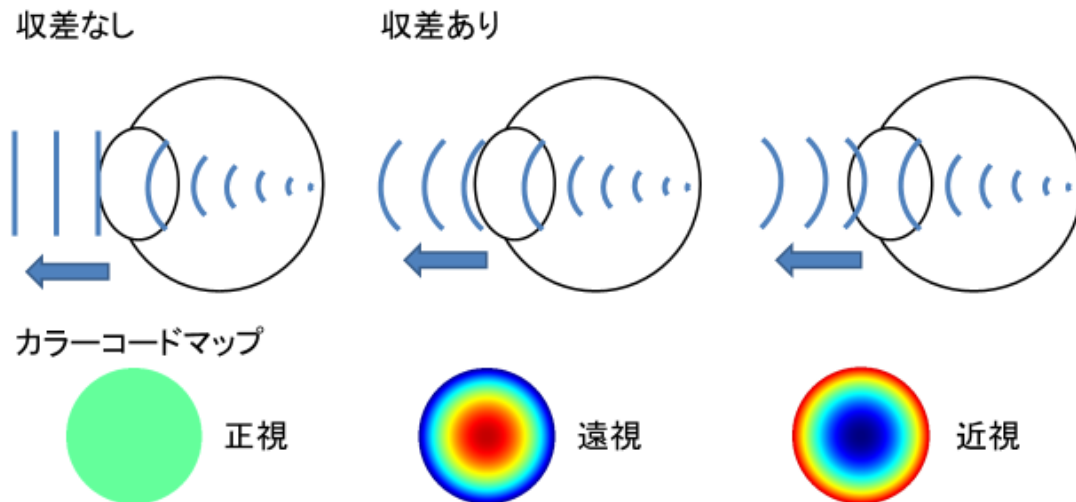 収差なし
収差あり
カラーコードマップ
正視
遠視
近視